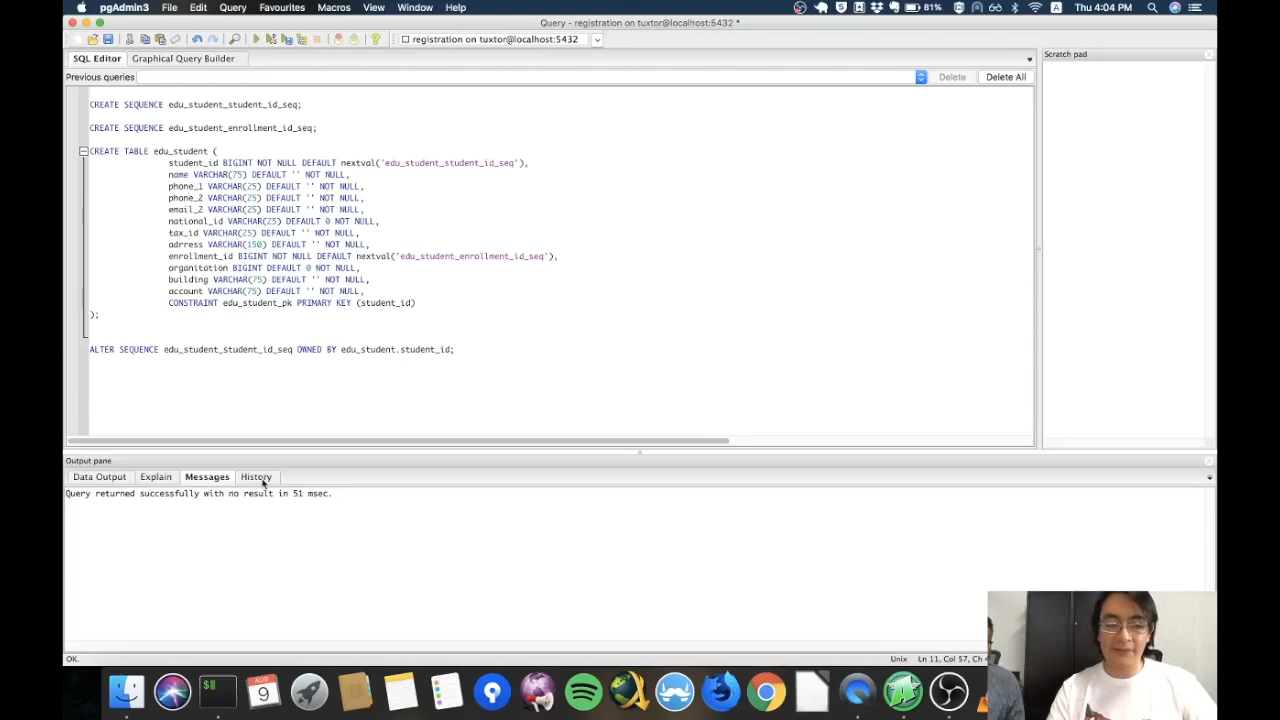 pgAdmin3 File Edit Query Favourites Macros View Window Help 81% A Thu 4:04 PM
Query - registration on tuxtor@localhost:5432 *
registration on tuxtor@localhost:5432
SQL Editor Graphical Query Builder Scratch pad
Previous queries Delete Delete All
CREATE SEQUENCE edu_student_student_id_seq;
CREATE SEQUENCE edu_student_enrollment_id_seq;
CREATE TABLE edu_student (
student_id BIGINT NOT NULL DEFAULT nextval('edu_student_student_id_seq'),
name VARCHAR(75) DEFAULT '' NOT NULL,
phone_1 VARCHAR(25) DEFAULT '' NOT NULL,
phone_2 VARCHAR(25) DEFAULT '' NOT NULL,
email_2 VARCHAR(25) DEFAULT '' NOT NULL,
national_id VARCHAR(25) DEFAULT 0 NOT NULL,
tax_id VARCHAR(25) DEFAULT '' NOT NULL,
adrress VARCHAR(150) DEFAULT '' NOT NULL,
enrollment_id BIGINT NOT NULL DEFAULT nextval('edu_student_enrollment_id_seq'),
organitation BIGINT DEFAULT 0 NOT NULL,
building VARCHAR(75) DEFAULT '' NOT NULL,
account VARCHAR(75) DEFAULT '' NOT NULL,
CONSTRAINT edu_student_pk PRIMARY KEY (student_id)
);
ALTER SEQUENCE edu_student_student_id_seq OWNED BY edu_student.student_id;
Output pane
Data Output Explain Messages History
Query returned successfully with no result in 51 msec.
OK. Unix Ln 11, Col 57,
AUG
9